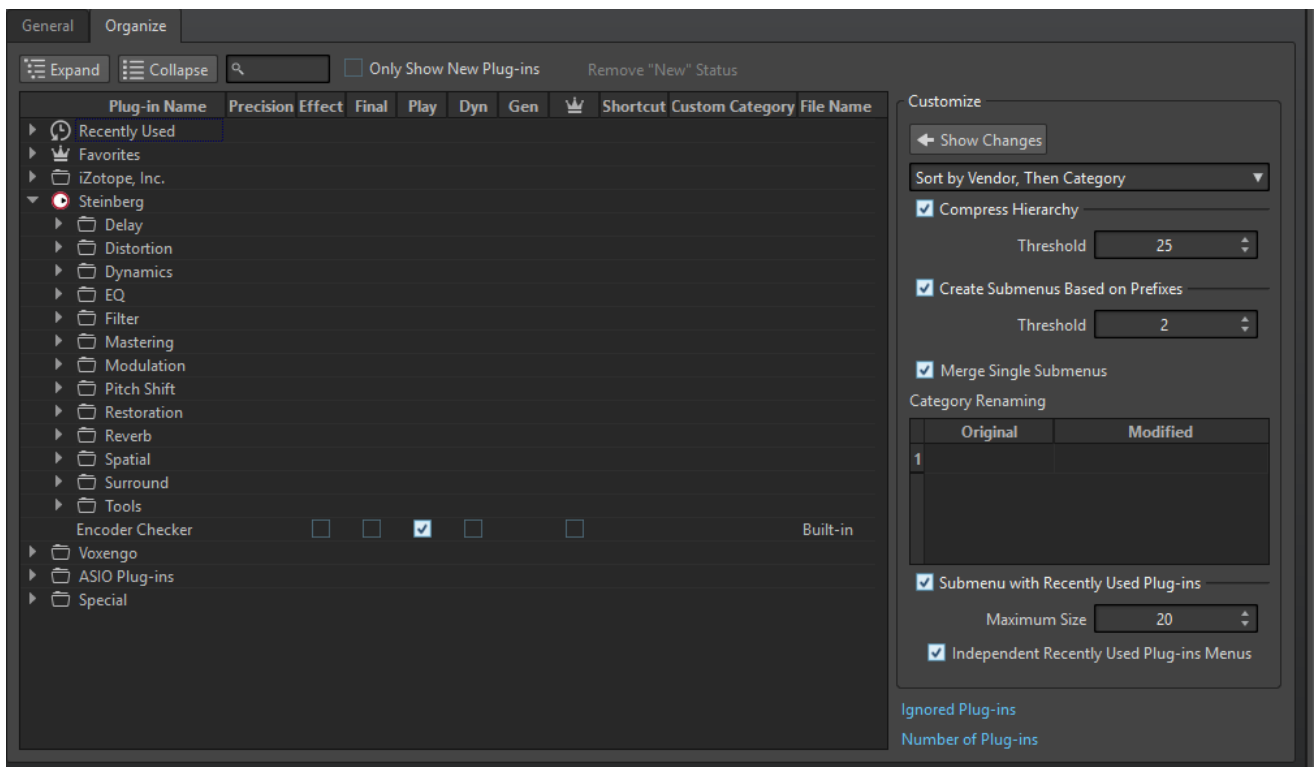 General Organize
Expand Collapse Only Show New Plug-ins Remove "New" Status
Plug-in Name Precision Effect Final Play Dyn Gen Shortcut Custom Category File Name
Recently Used
Favorites
iZotope, Inc.
Steinberg
Delay
Distortion
Dynamics
EQ
Filter
Mastering
Modulation
Pitch Shift
Restoration
Reverb
Spatial
Surround
Tools
Encoder Checker Built-in
Voxengo
ASIO Plug-ins
Special
Customize
Show Changes
Sort by Vendor, Then Category
Compress Hierarchy
Threshold 25
Create Submenus Based on Prefixes
Threshold 2
Merge Single Submenus
Category Renaming
Original Modified
1
Submenu with Recently Used Plug-ins
Maximum Size 20
Independent Recently Used Plug-ins Menus
Ignored Plug-ins
Number of Plug-ins